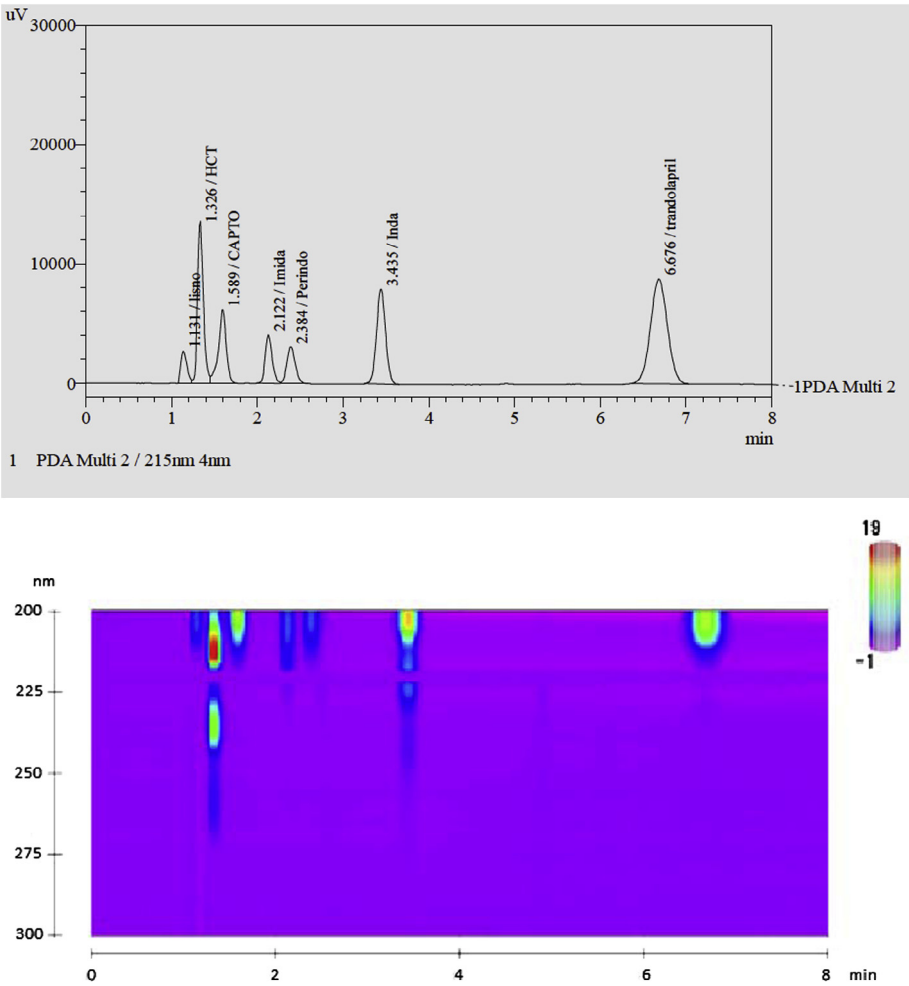 uV
30000
20000
10000
0
1.131 / lisno
1.326 / HCT
1.589 / CAPTO
2.122 / Imida
2.384 / Perindo
3.435 / Inda
6.676 / trandolapril
-1PDA Multi 2
0 1 2 3 4 5 6 7 8
min
1 PDA Multi 2 / 215nm 4nm
19
-1
nm
200
225
250
275
300
0 2 4 6 8 min